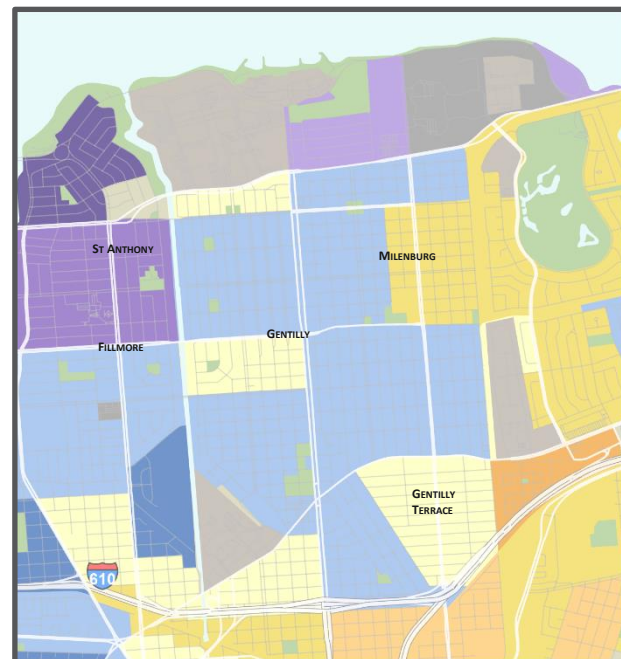 ST ANTHONY
MILENBURG
GENTILLY
FILLMORE
GENTILLY
TERRACE
610